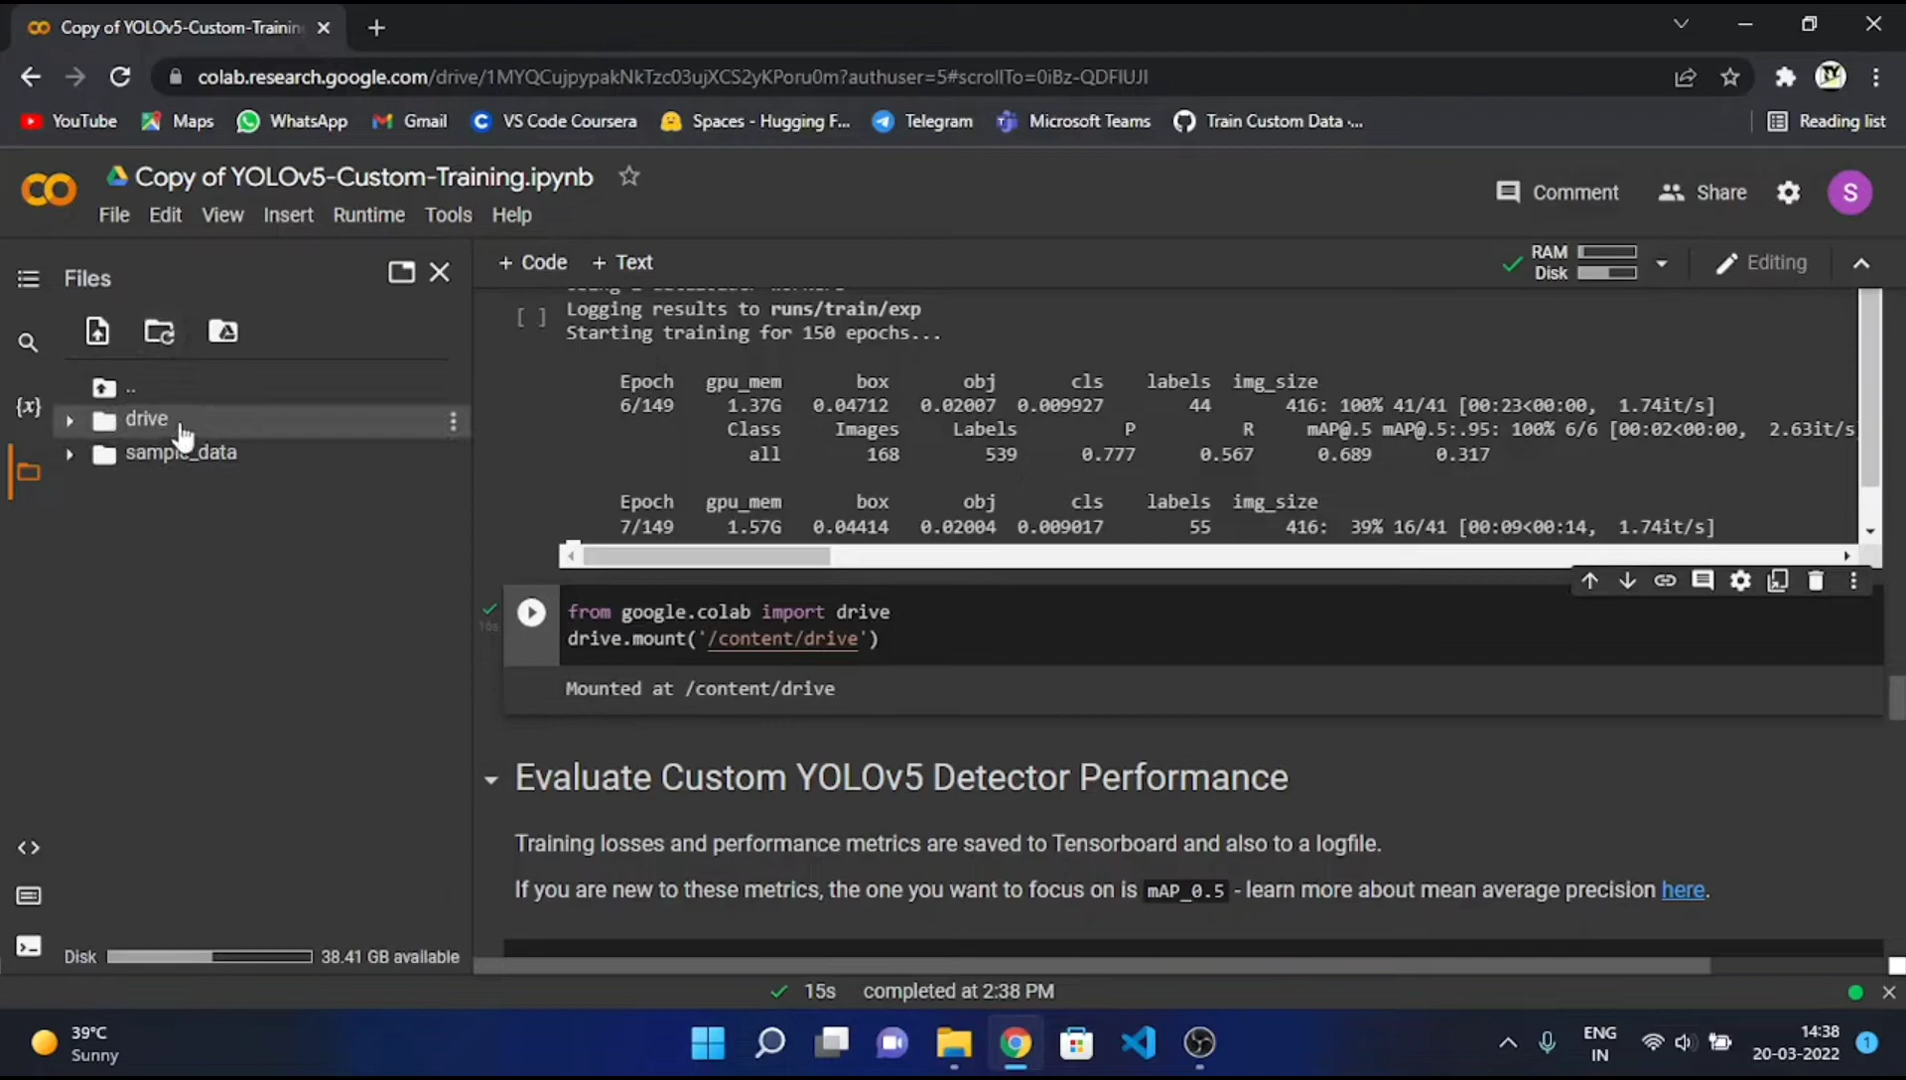 Copy of YOLOv5-Custom-Training
colab.research.google.com/drive/1MYQCujpypakNkTzc03ujXCS2yKPoru0m?authuser=5#scrollTo=0iBz-QDFIUJI
YouTube Maps WhatsApp Gmail VS Code Coursera Spaces - Hugging F... Telegram Microsoft Teams Train Custom Data ·... Reading list
Copy of YOLOv5-Custom-Training.ipynb
Comment Share S
File Edit View Insert Runtime Tools Help
Files
+ Code + Text
RAM
Disk
Editing
..
drive
sample_data
{x}
Logging results to runs/train/exp
[ ]
Starting training for 150 epochs...
Epoch gpu_mem box obj cls labels img_size
6/149 1.37G 0.04712 0.02007 0.009927 44 416: 100% 41/41 [00:23<00:00, 1.74it/s]
Class Images Labels P R mAP@.5 mAP@.5:.95: 100% 6/6 [00:02<00:00, 2.63it/s
all 168 539 0.777 0.567 0.689 0.317
Epoch gpu_mem box obj cls labels img_size
7/149 1.57G 0.04414 0.02004 0.009017 55 416: 39% 16/41 [00:09<00:14, 1.74it/s]
from google.colab import drive
drive.mount('/content/drive')
Mounted at /content/drive
Evaluate Custom YOLOv5 Detector Performance
Training losses and performance metrics are saved to Tensorboard and also to a logfile.
If you are new to these metrics, the one you want to focus on is mAP_0.5 - learn more about mean average precision here.
Disk 38.41 GB available
15s completed at 2:38 PM
39°C
Sunny
ENG
IN
14:38
20-03-2022
1